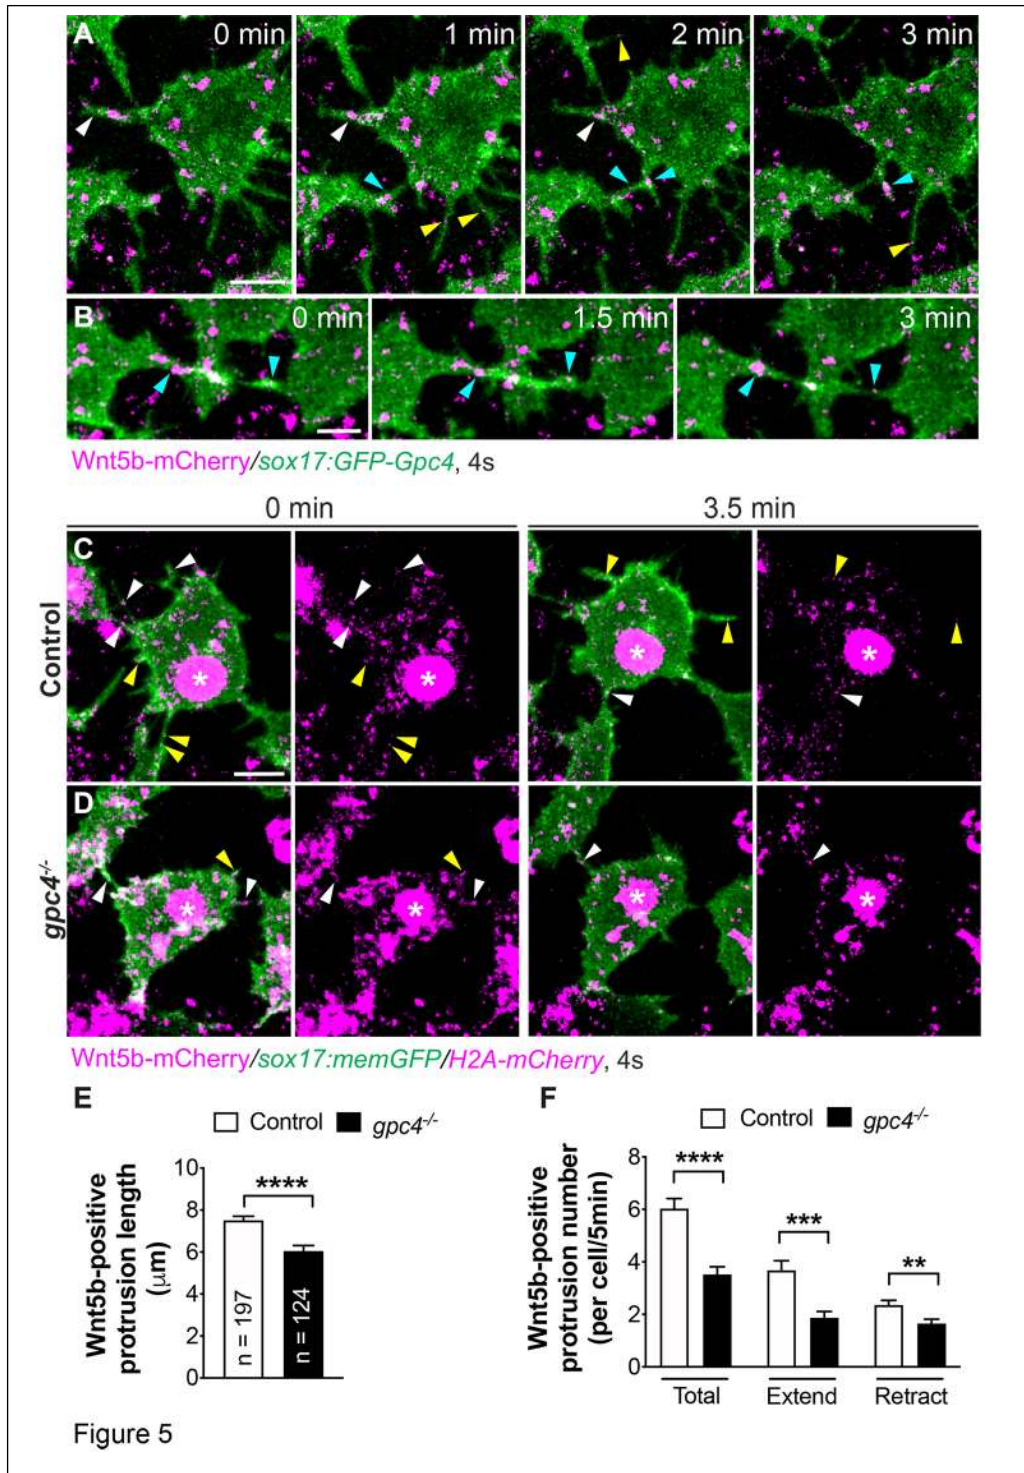 A 0 min 1 min 2 min 3 min
B 0 min 1.5 min 3 min
Wnt5b-mCherry/sox17:GFP-Gpc4, 4s
0 min 3.5 min
C
Control
* *
* *
D
gpc4-/-
* *
* *
Wnt5b-mCherry/sox17:memGFP/H2A-mCherry, 4s
E
Control gpc4-/-
Wnt5b-positive
protrusion length
(μm)
10
8
6
4
2
0
****
n = 197
n = 124
F
Control gpc4-/-
Wnt5b-positive
protrusion number
(per cell/5min)
8
6
4
2
0
****
***
**
Total Extend Retract
Figure 5